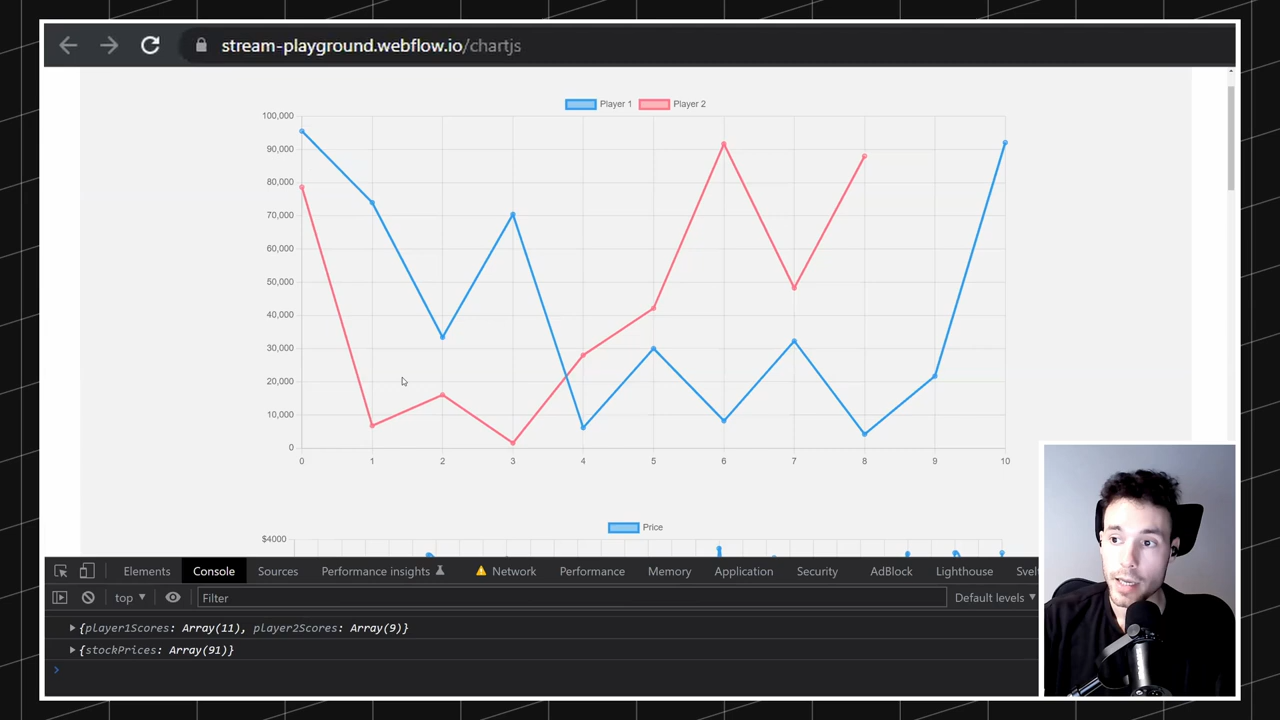 stream-playground.webflow.io/chartjs
Player 1 Player 2
100,000
90,000
80,000
70,000
60,000
50,000
40,000
30,000
20,000
10,000
0
0 1 2 3 4 5 6 7 8 9 10
Price
$4000
Elements Console Sources Performance insights Network Performance Memory Application Security AdBlock Lighthouse Svel
top Filter Default levels
{player1Scores: Array(11), player2Scores: Array(9)}
{stockPrices: Array(91)}